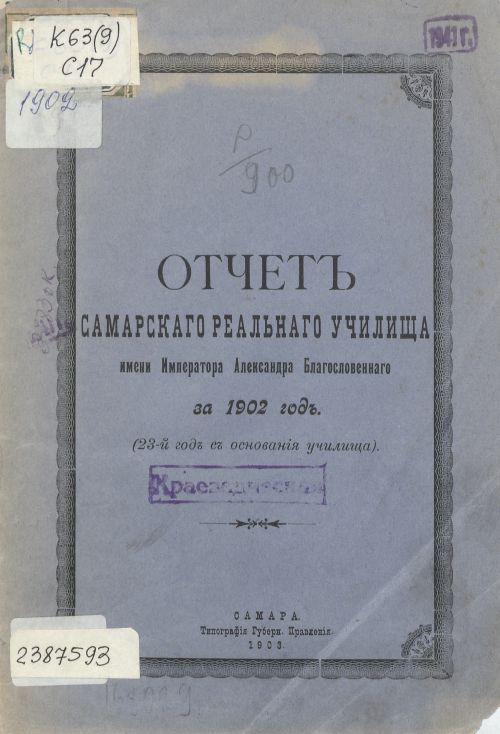 К63(9)
С17
1902
1941 г.
Р/900
ОТЧЕТЪ
САМАРСКАГО РЕАЛЬНАГО УЧИЛИЩА
имени Императора Александра Благословеннаго
за 1902 годъ.
(23-й годъ съ основанія училища).
Краеведческая
САМАРА.
Типографія Губерн. Правленія.
1903.
2387593